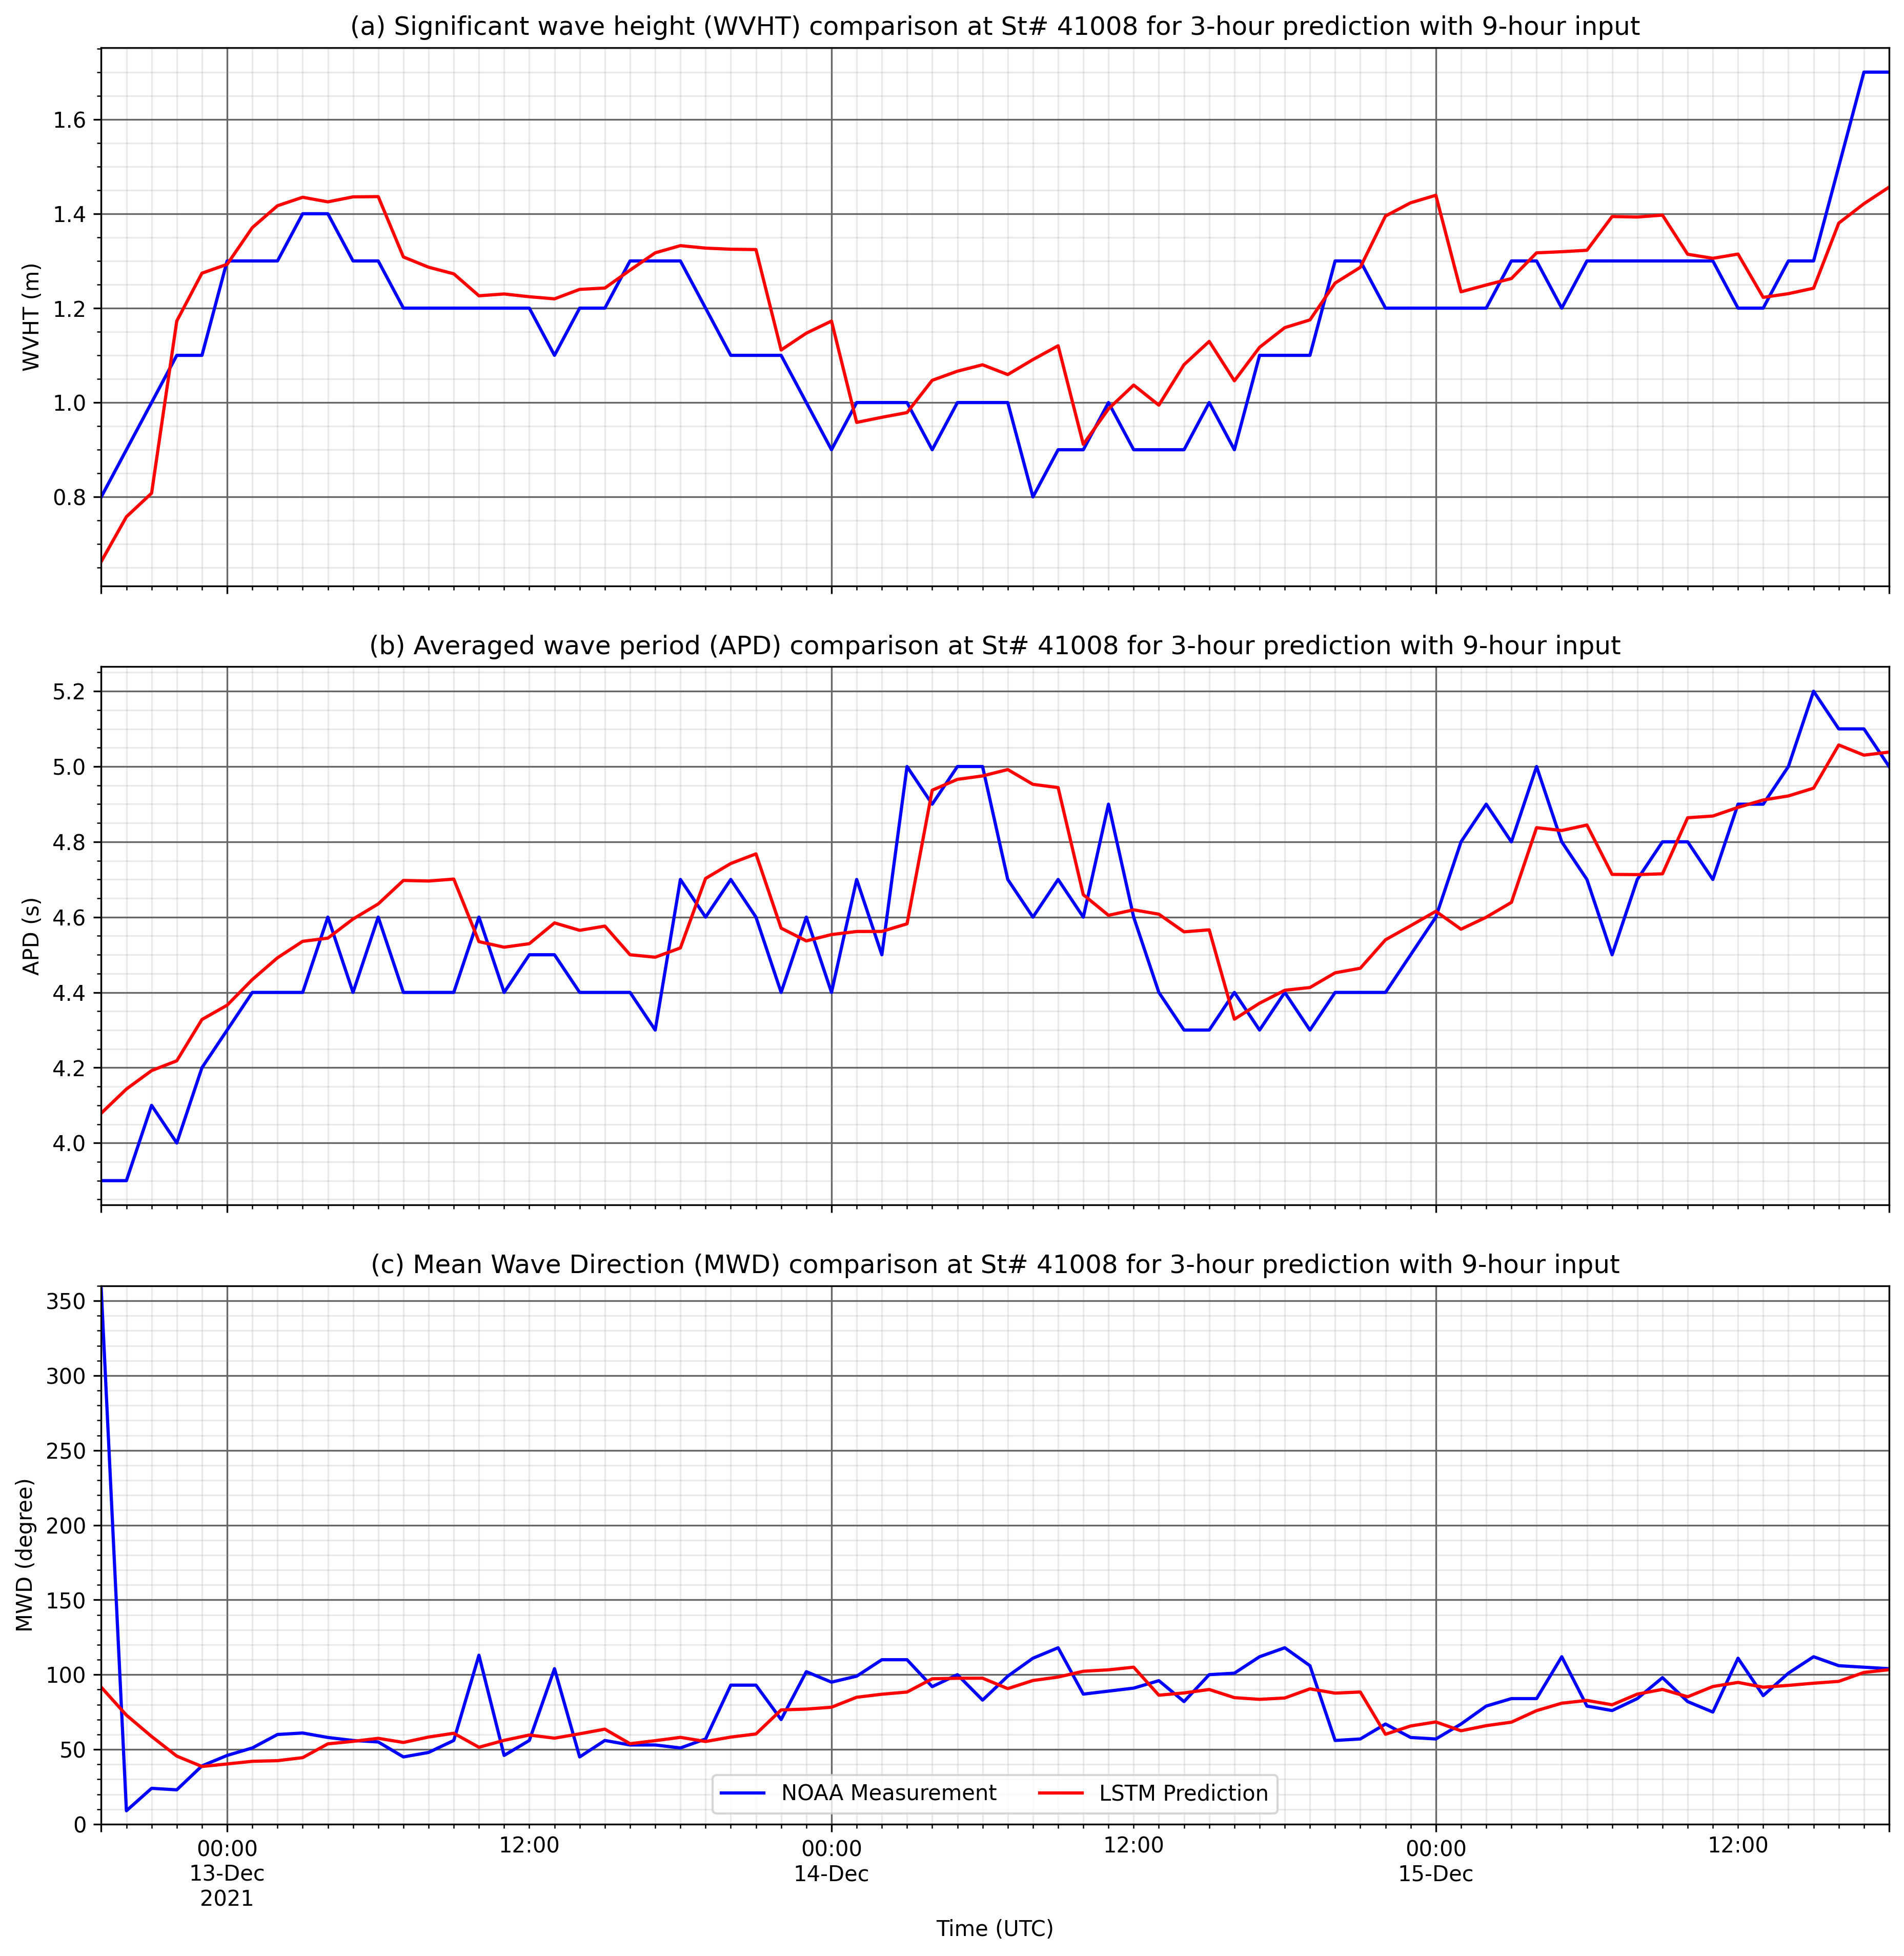 (a) Significant wave height (WVHT) comparison at St# 41008 for 3-hour prediction with 9-hour input
WVHT (m)
1.6
1.4
1.2
1.0
0.8
(b) Averaged wave period (APD) comparison at St# 41008 for 3-hour prediction with 9-hour input
APD (s)
5.2
5.0
4.8
4.6
4.4
4.2
4.0
(c) Mean Wave Direction (MWD) comparison at St# 41008 for 3-hour prediction with 9-hour input
MWD (degree)
350
300
250
200
150
100
50
0
NOAA Measurement LSTM Prediction
00:00 12:00 00:00 12:00 00:00 12:00
13-Dec 14-Dec 15-Dec
2021
Time (UTC)